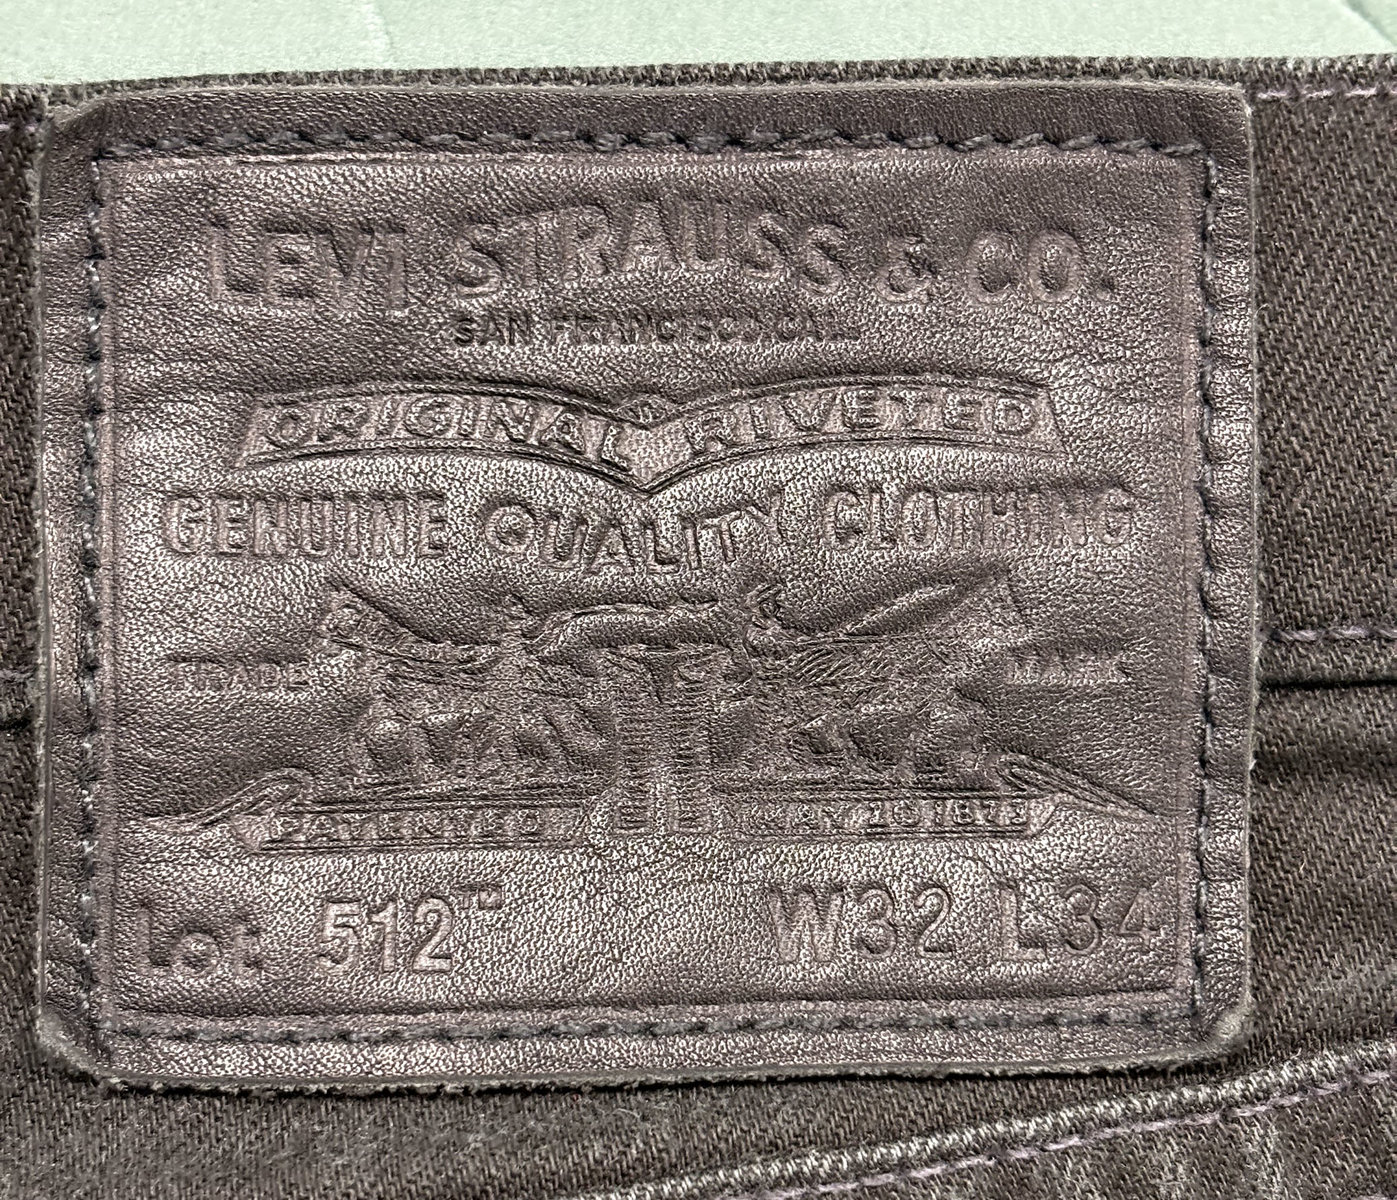 LEVI STRAUSS & CO.
SAN FRANCISCO, CAL.
ORIGINAL RIVETED
GENUINE QUALITY CLOTHING
TRADE MARK
PATENTED MAY 20 1873
Lot 512™ W32 L34